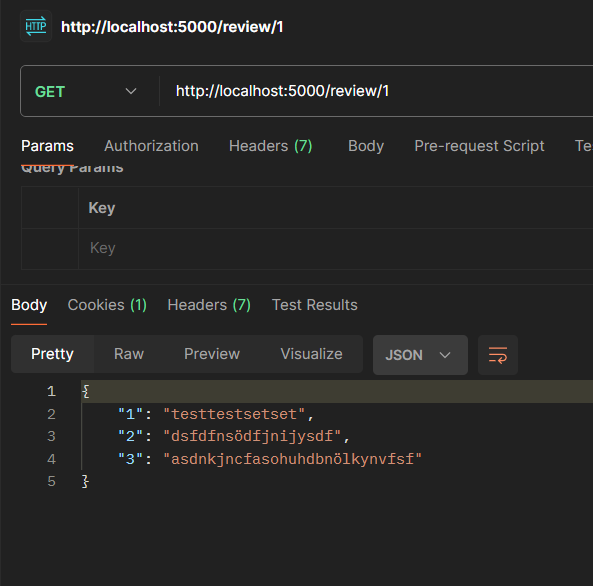 HTTP http://localhost:5000/review/1
GET http://localhost:5000/review/1
Params Authorization Headers (7) Body Pre-request Script Te
Query Params
Key
Key
Body Cookies (1) Headers (7) Test Results
Pretty Raw Preview Visualize JSON
1 {
2 "1": "testtestsetset",
3 "2": "dsfdfnsödfjnijysdf",
4 "3": "asdnkjncfasohuhdbnölkynvfsf"
5 }